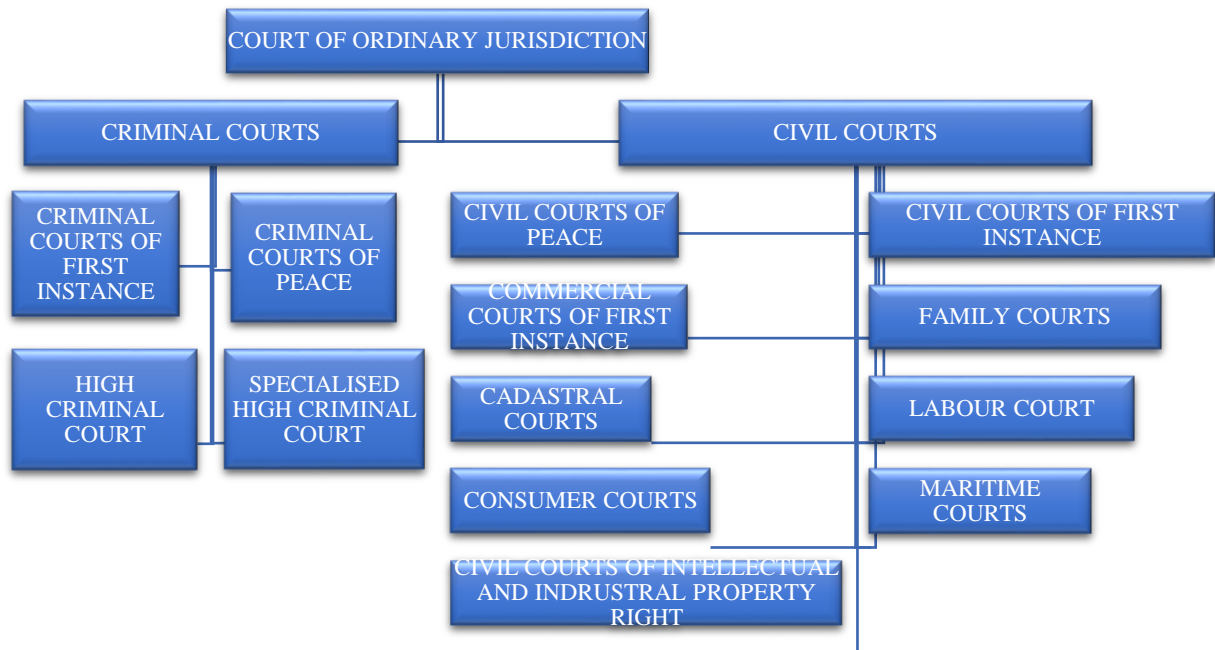 COURT OF ORDINARY JURISDICTION
CRIMINAL COURTS
CIVIL COURTS
CRIMINAL
COURTS OF
FIRST
INSTANCE
CRIMINAL
COURTS OF
PEACE
HIGH
CRIMINAL
COURT
SPECIALISED
HIGH CRIMINAL
COURT
CIVIL COURTS OF
PEACE
CIVIL COURTS OF FIRST
INSTANCE
COMMERCIAL
COURTS OF FIRST
INSTANCE
FAMILY COURTS
CADASTRAL
COURTS
LABOUR COURT
CONSUMER COURTS
MARITIME
COURTS
CIVIL COURTS OF INTELLECTUAL
AND INDRUSTRAL PROPERTY
RIGHT